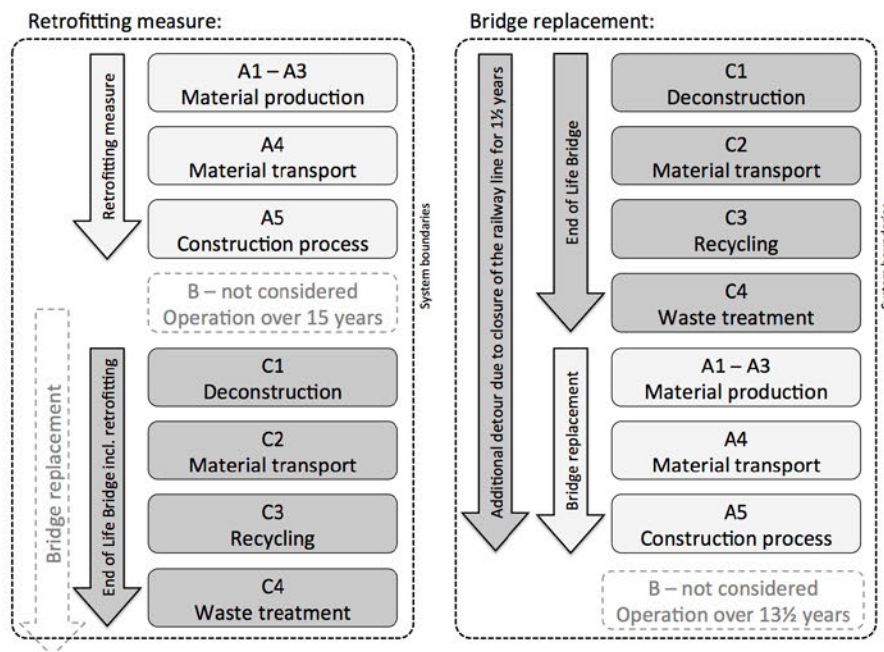 Retrofitting measure:
Retrofitting measure
A1 – A3
Material production
A4
Material transport
A5
Construction process
B – not considered
Operation over 15 years
Bridge replacement
End of Life Bridge incl. retrofitting
C1
Deconstruction
C2
Material transport
C3
Recycling
C4
Waste treatment
System boundaries
Bridge replacement:
Additional detour due to closure of the railway line for 1½ years
End of Life Bridge
C1
Deconstruction
C2
Material transport
C3
Recycling
C4
Waste treatment
Bridge replacement
A1 – A3
Material production
A4
Material transport
A5
Construction process
B – not considered
Operation over 13½ years